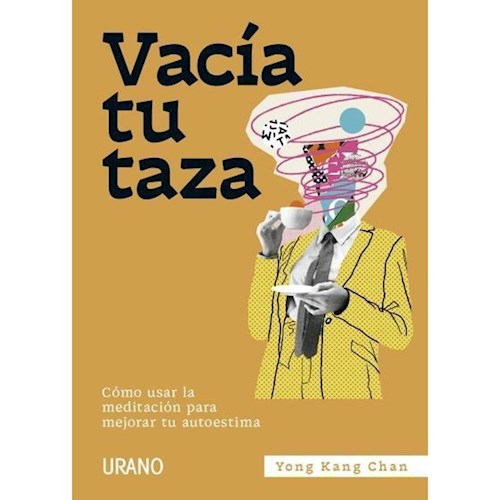 Vacía
tu
taza
Cómo usar la
meditación para
mejorar tu autoestima
URANO
Yong Kang Chan